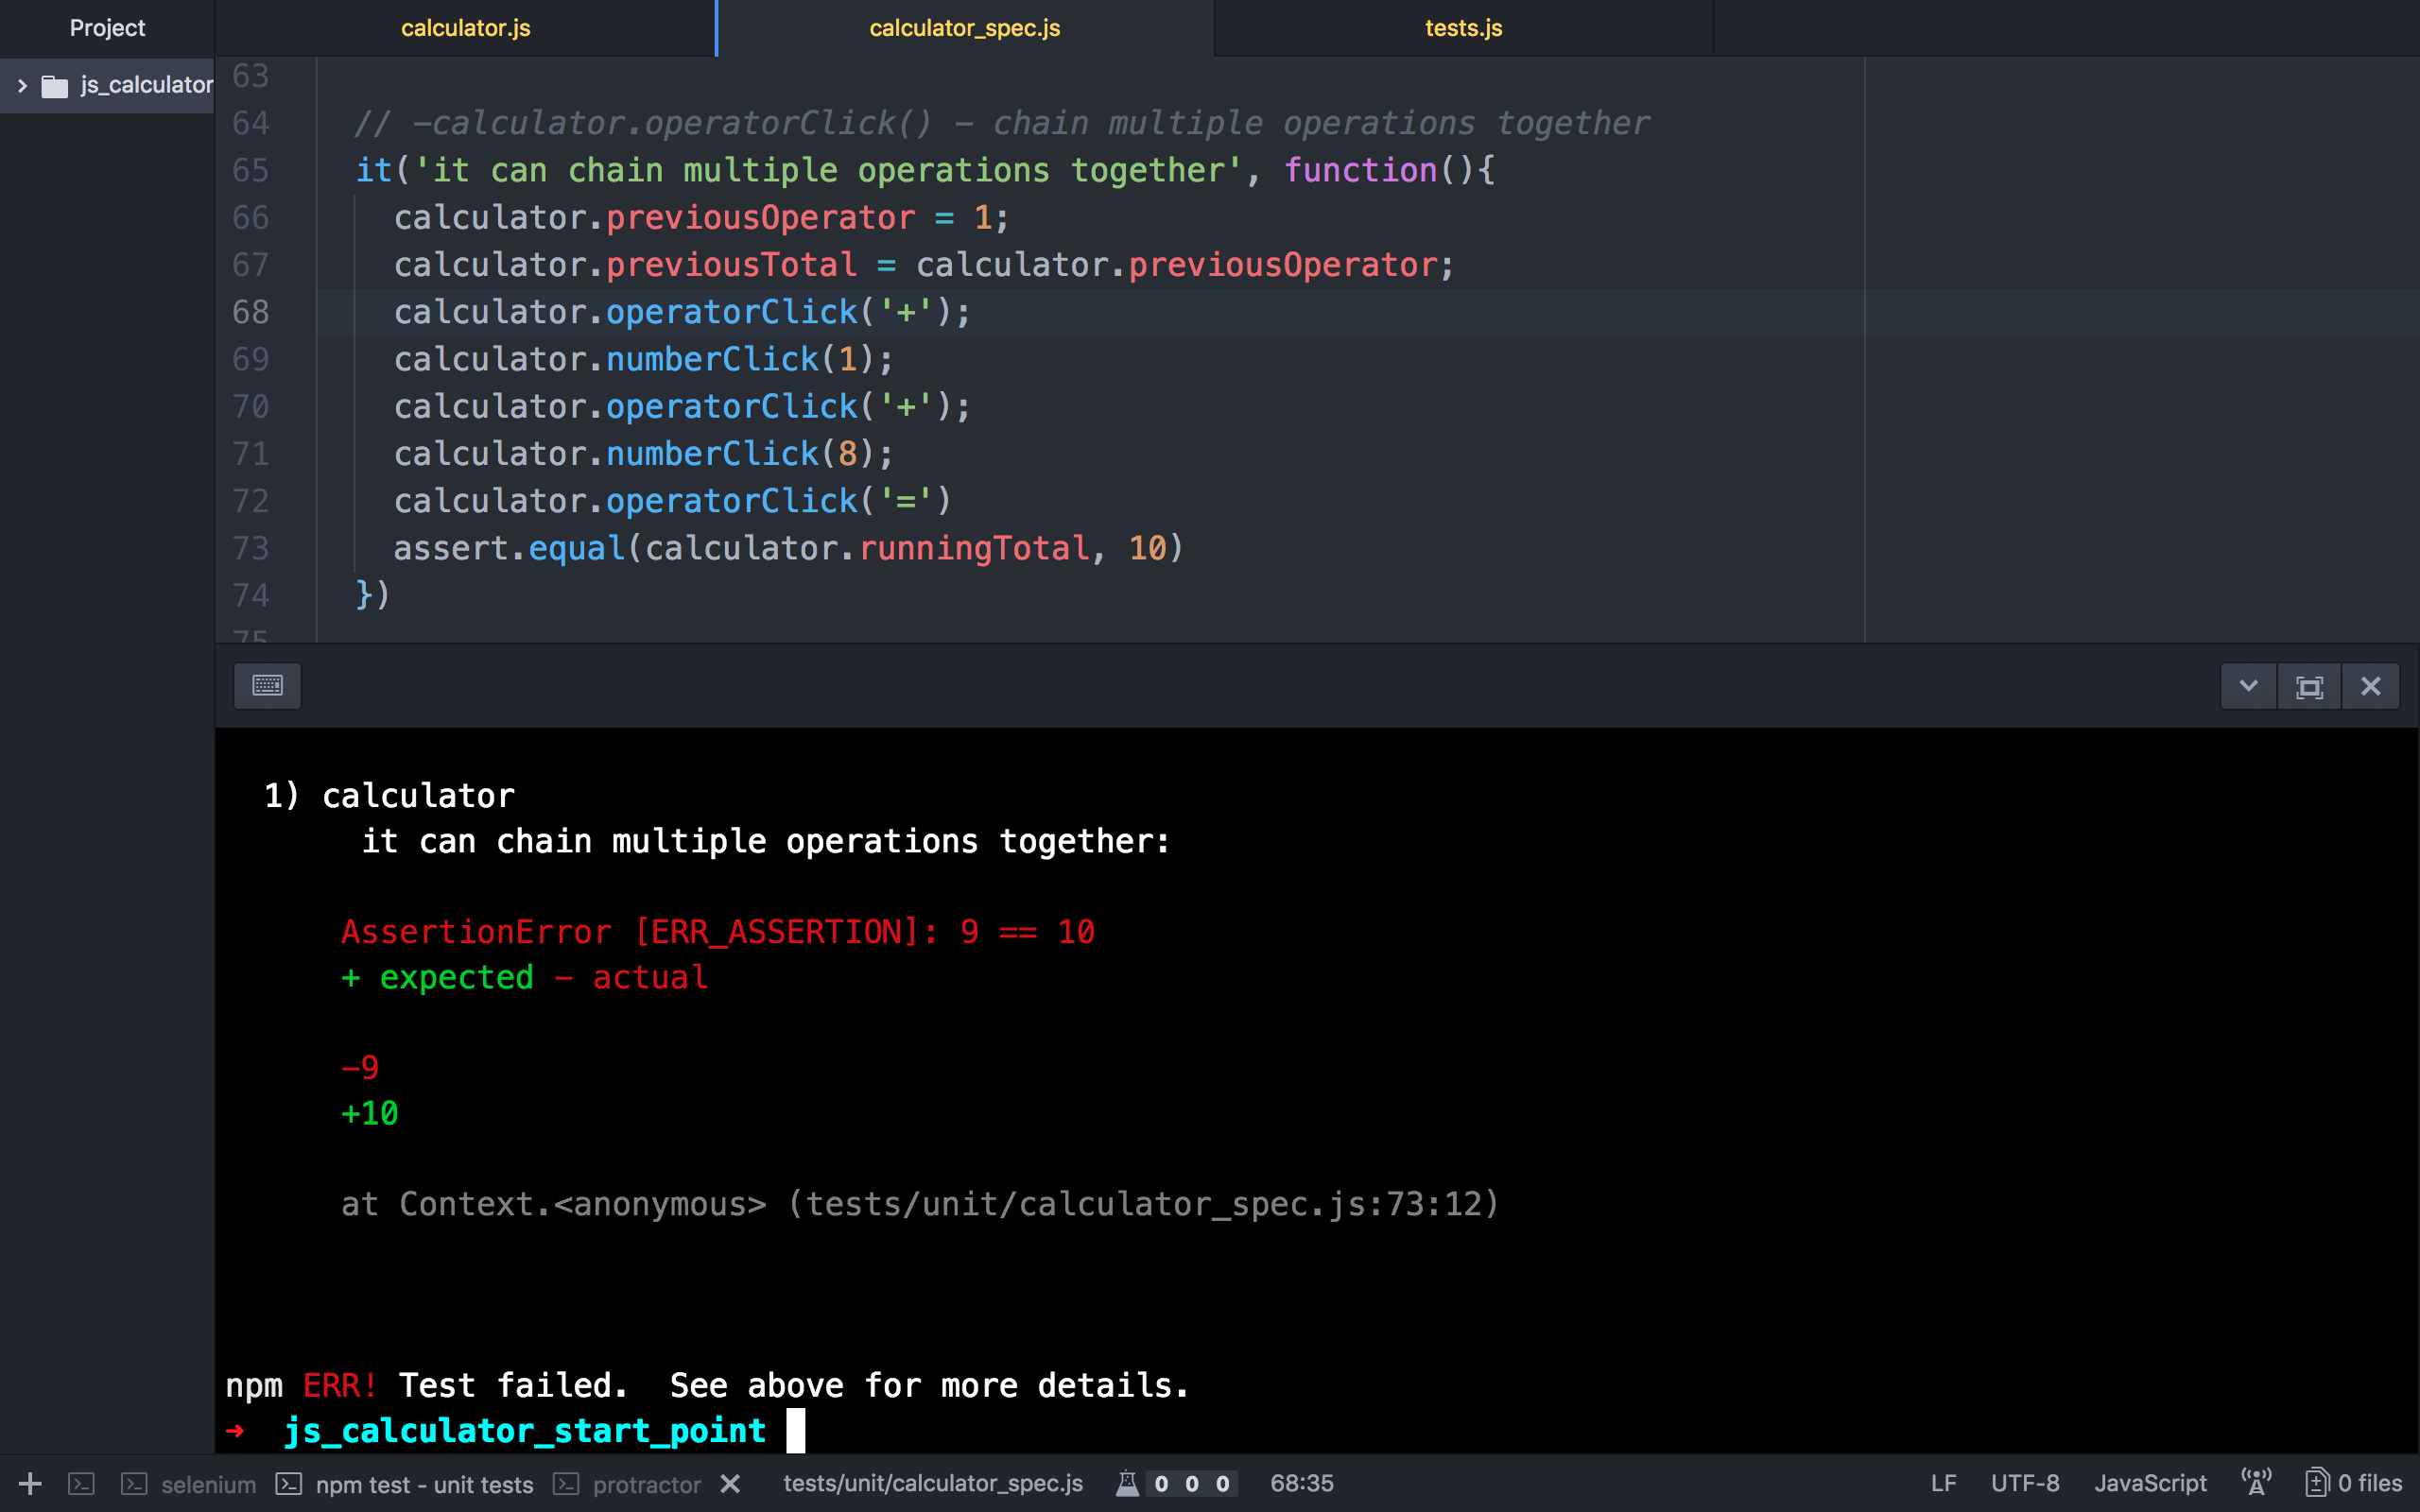 Project
calculator.js
calculator_spec.js
tests.js
js_calculator
63
64 // -calculator.operatorClick() - chain multiple operations together
65 it('it can chain multiple operations together', function(){
66 calculator.previousOperator = 1;
67 calculator.previousTotal = calculator.previousOperator;
68 calculator.operatorClick('+');
69 calculator.numberClick(1);
70 calculator.operatorClick('+');
71 calculator.numberClick(8);
72 calculator.operatorClick('=')
73 assert.equal(calculator.runningTotal, 10)
74 })
75
1) calculator
it can chain multiple operations together:
AssertionError [ERR_ASSERTION]: 9 == 10
+ expected - actual
-9
+10
at Context.<anonymous> (tests/unit/calculator_spec.js:73:12)
npm ERR! Test failed.  See above for more details.
➜ js_calculator_start_point
selenium npm test - unit tests protractor tests/unit/calculator_spec.js 0 0 0 68:35 LF UTF-8 JavaScript 0 files